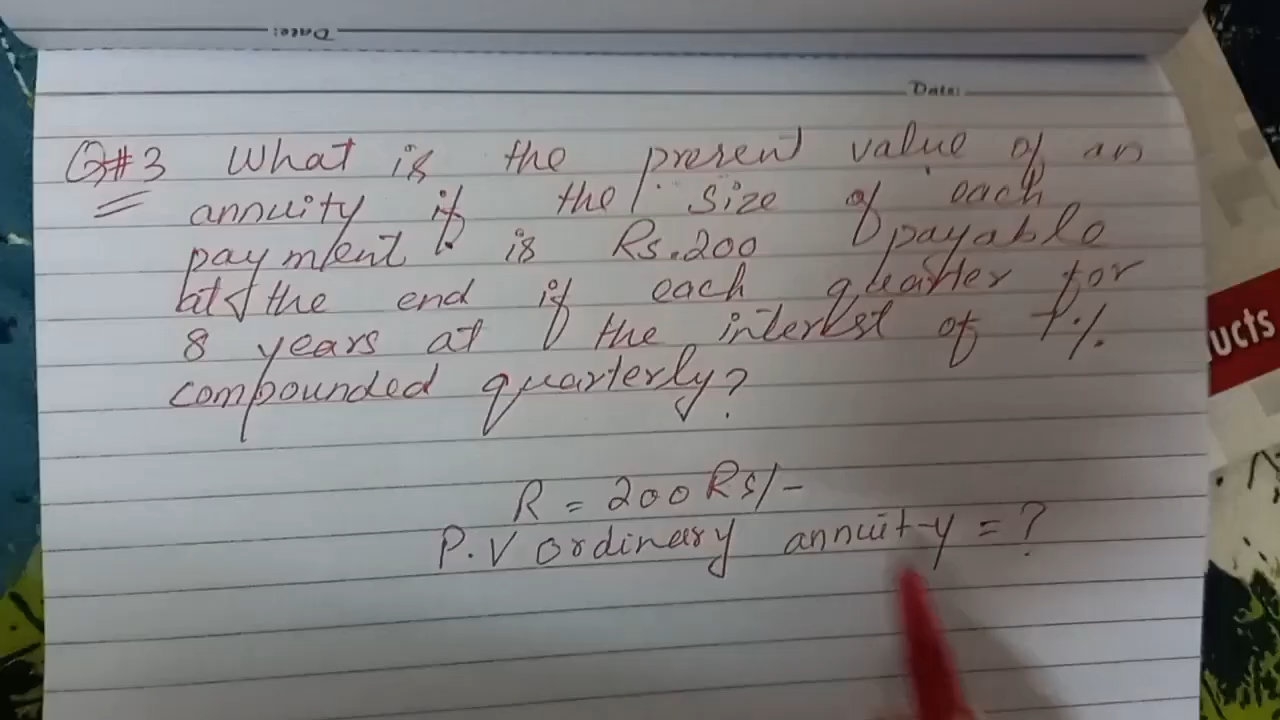 Date:
Date:
Q#3 What is the present value of an
annuity if the size of each
payment is Rs.200 payable
at the end of each quarter for
8 years at the interest of
compounded quarterly?
R = 200 Rs/-
P.V ordinary annuity = ?
ucts